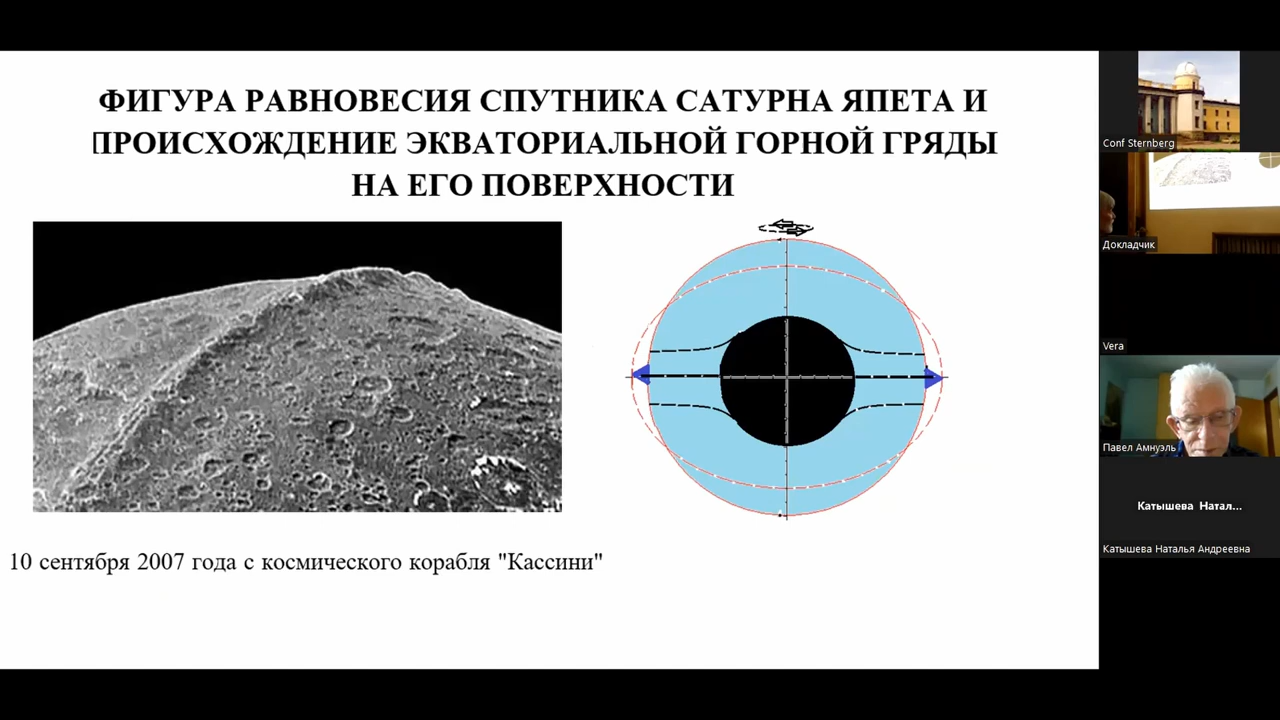 ФИГУРА РАВНОВЕСИЯ СПУТНИКА САТУРНА ЯПЕТА И
ПРОИСХОЖДЕНИЕ ЭКВАТОРИАЛЬНОЙ ГОРНОЙ ГРЯДЫ
НА ЕГО ПОВЕРХНОСТИ
10 сентября 2007 года с космического корабля "Кассини"
Conf Sternberg
Докладчик
Vera
Павел Амнуэль
Катышева Натал...
Катышева Наталья Андреевна